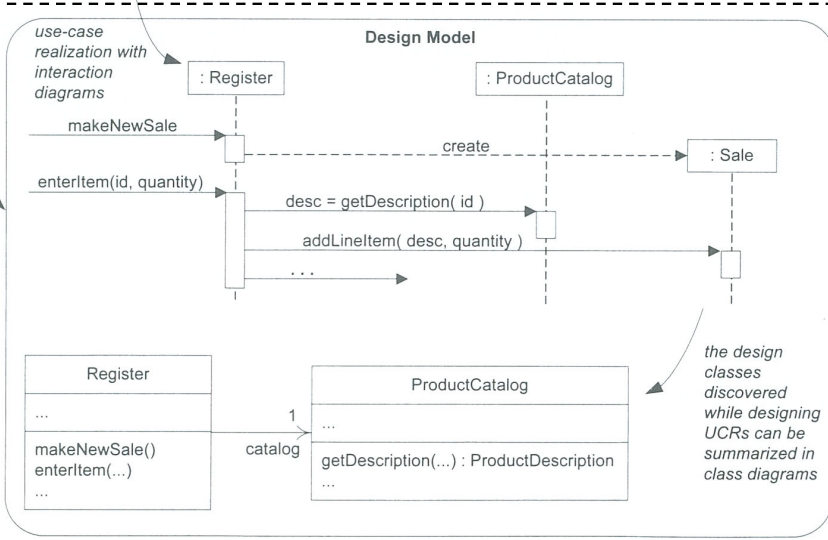 use-case
realization with
interaction
diagrams
Design Model
: Register
: ProductCatalog
makeNewSale
create
: Sale
enterItem(id, quantity)
desc = getDescription( id )
addLineItem( desc, quantity )
. . .
the design
classes
discovered
while designing
UCRs can be
summarized in
class diagrams
Register
...
makeNewSale()
enterItem(...)
...
1
catalog
ProductCatalog
...
getDescription(...) : ProductDescription
...